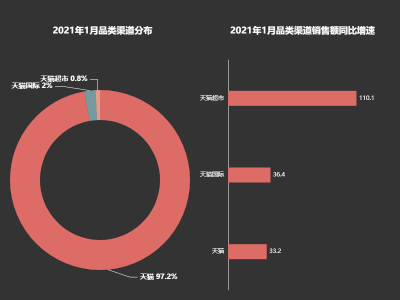 2021年1月品类渠道分布
天猫超市 0.8%
天猫国际 2%
天猫 97.2%
2021年1月品类渠道销售额同比增速
天猫超市 110.1
天猫国际 36.4
天猫 33.2